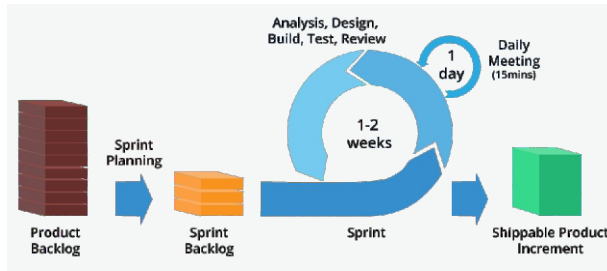 Analysis, Design,
Build, Test, Review
1
day
Daily
Meeting
(15mins)
1-2
weeks
Sprint
Planning
Product
Backlog
Sprint
Backlog
Sprint
Shippable Product
Increment